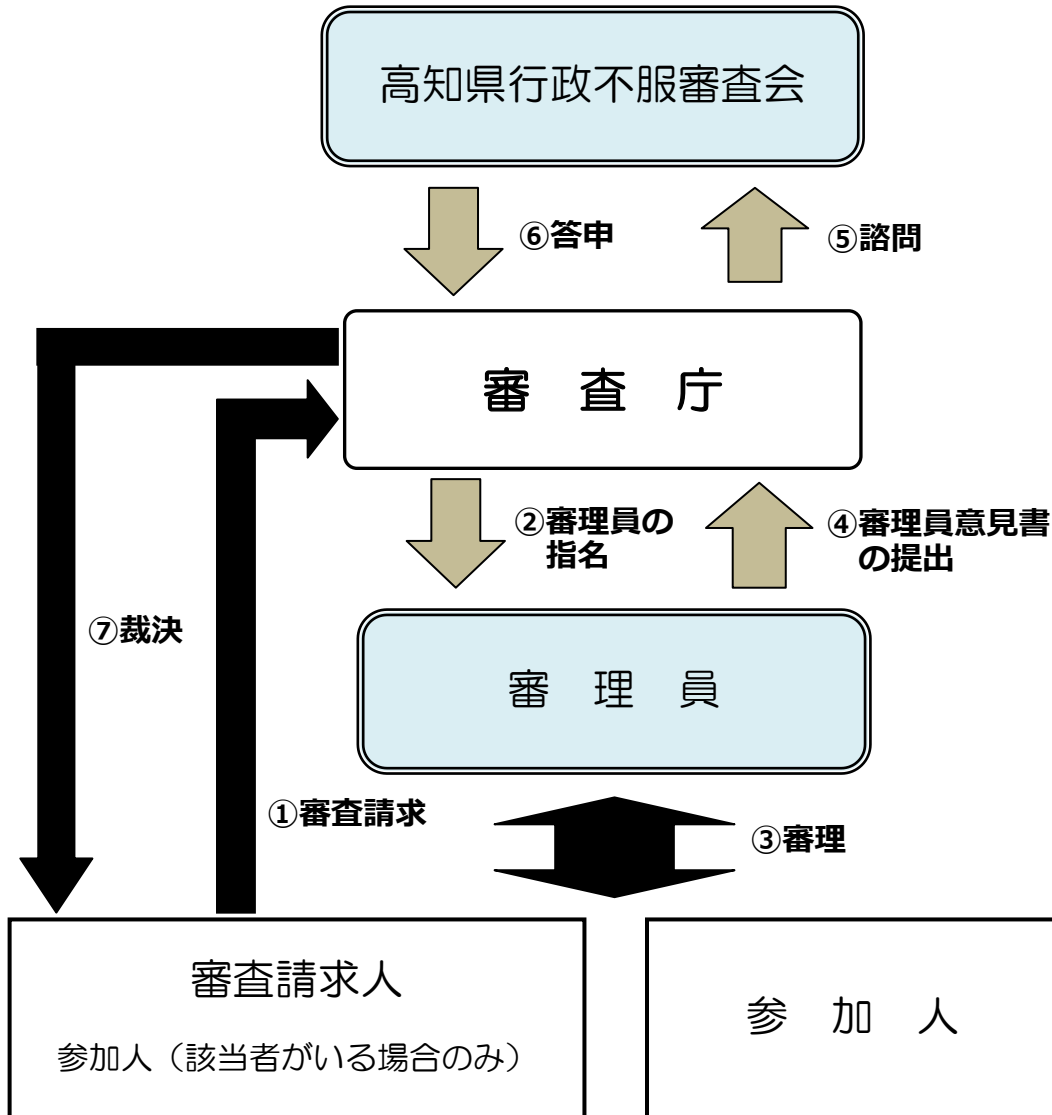 高知県行政不服審査会
⑥答申
⑤諮問
審 査 庁
②審理員の
指名
④審理員意見書
の提出
⑦裁決
審 理 員
①審査請求
③審理
審査請求人
参加人（該当者がいる場合のみ）
参 加 人